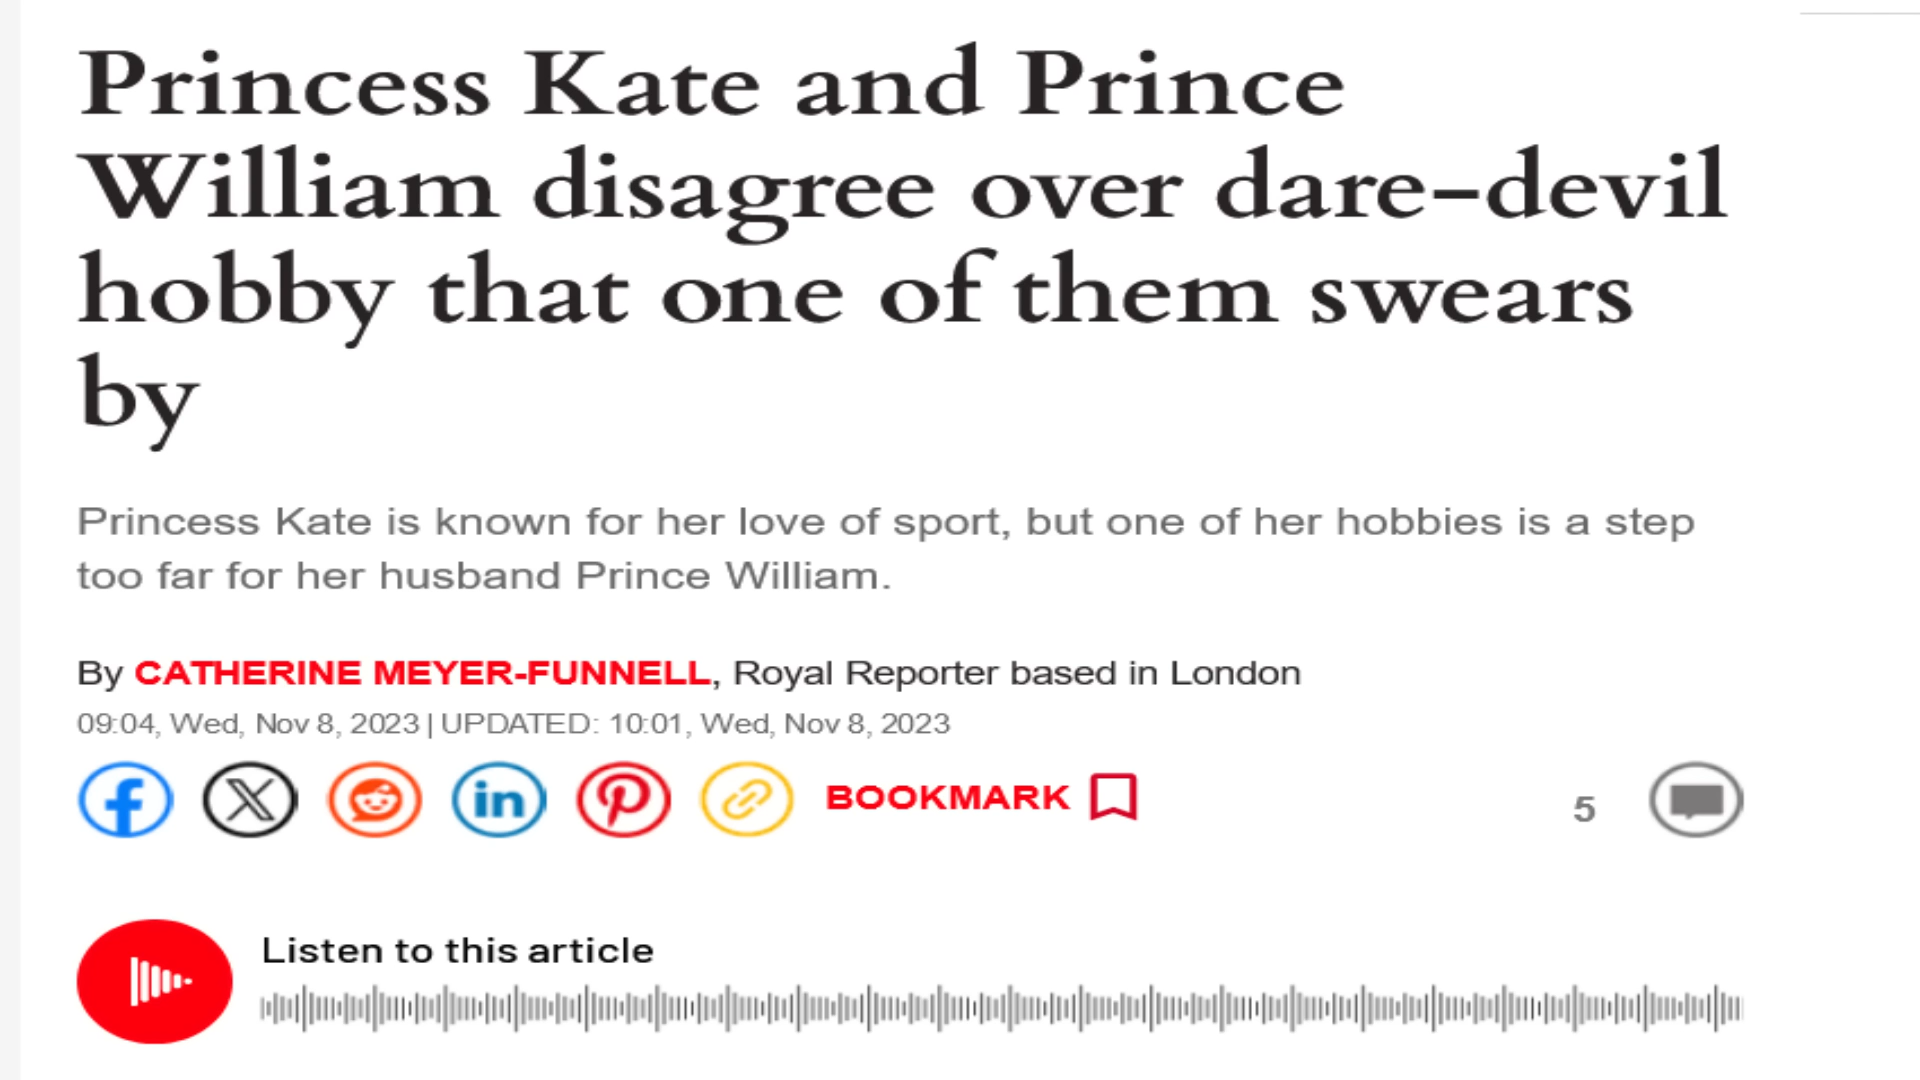 Princess Kate and Prince
William disagree over dare-devil
hobby that one of them swears
by
Princess Kate is known for her love of sport, but one of her hobbies is a step
too far for her husband Prince William.
By CATHERINE MEYER-FUNNELL, Royal Reporter based in London
09:04, Wed, Nov 8, 2023 | UPDATED: 10:01, Wed, Nov 8, 2023
BOOKMARK 5
Listen to this article